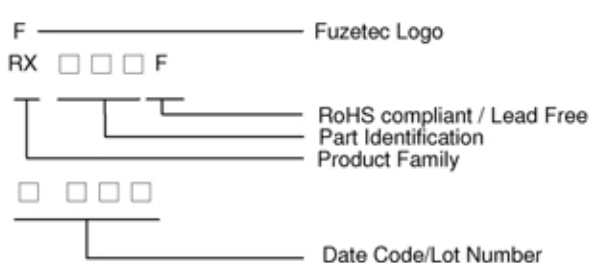 F Fuzetec Logo
RX □ □ □ F
RoHS compliant / Lead Free
Part Identification
Product Family
□ □ □ □
Date Code/Lot Number